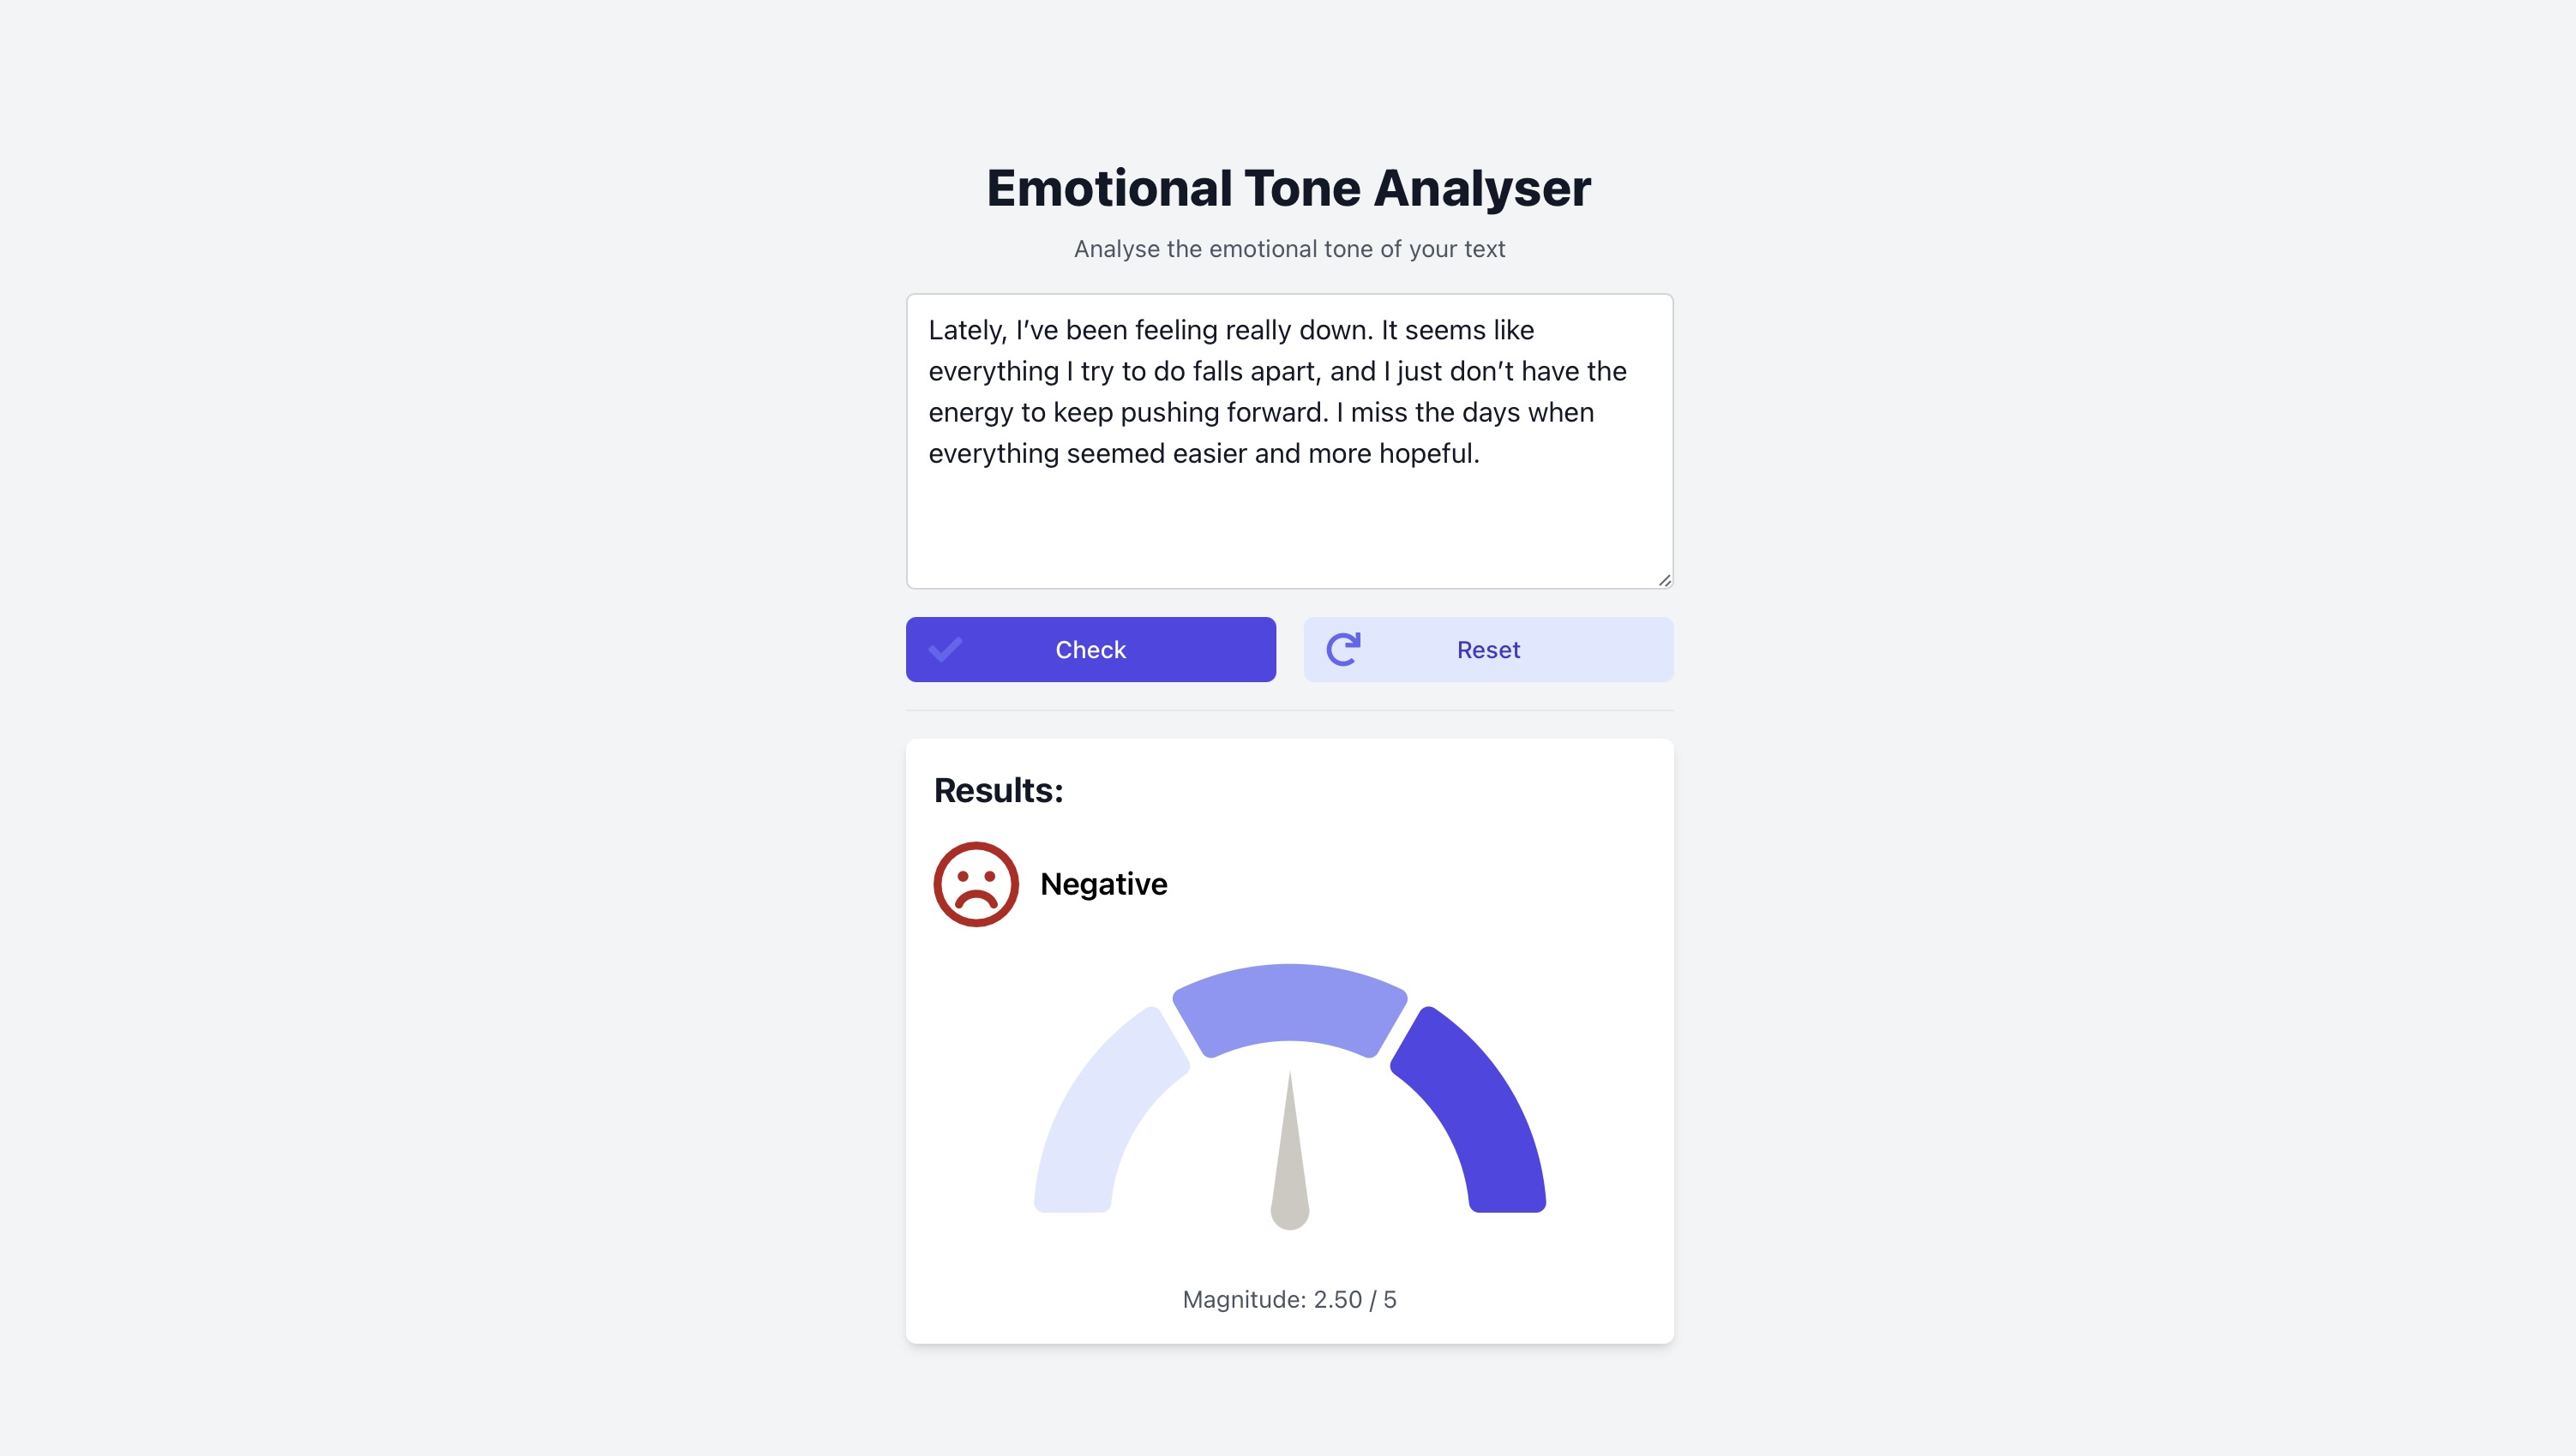 Emotional Tone Analyser
Analyse the emotional tone of your text
Lately, I’ve been feeling really down. It seems like
everything I try to do falls apart, and I just don’t have the
energy to keep pushing forward. I miss the days when
everything seemed easier and more hopeful.
Check
Reset
Results:
Negative
Magnitude: 2.50 / 5